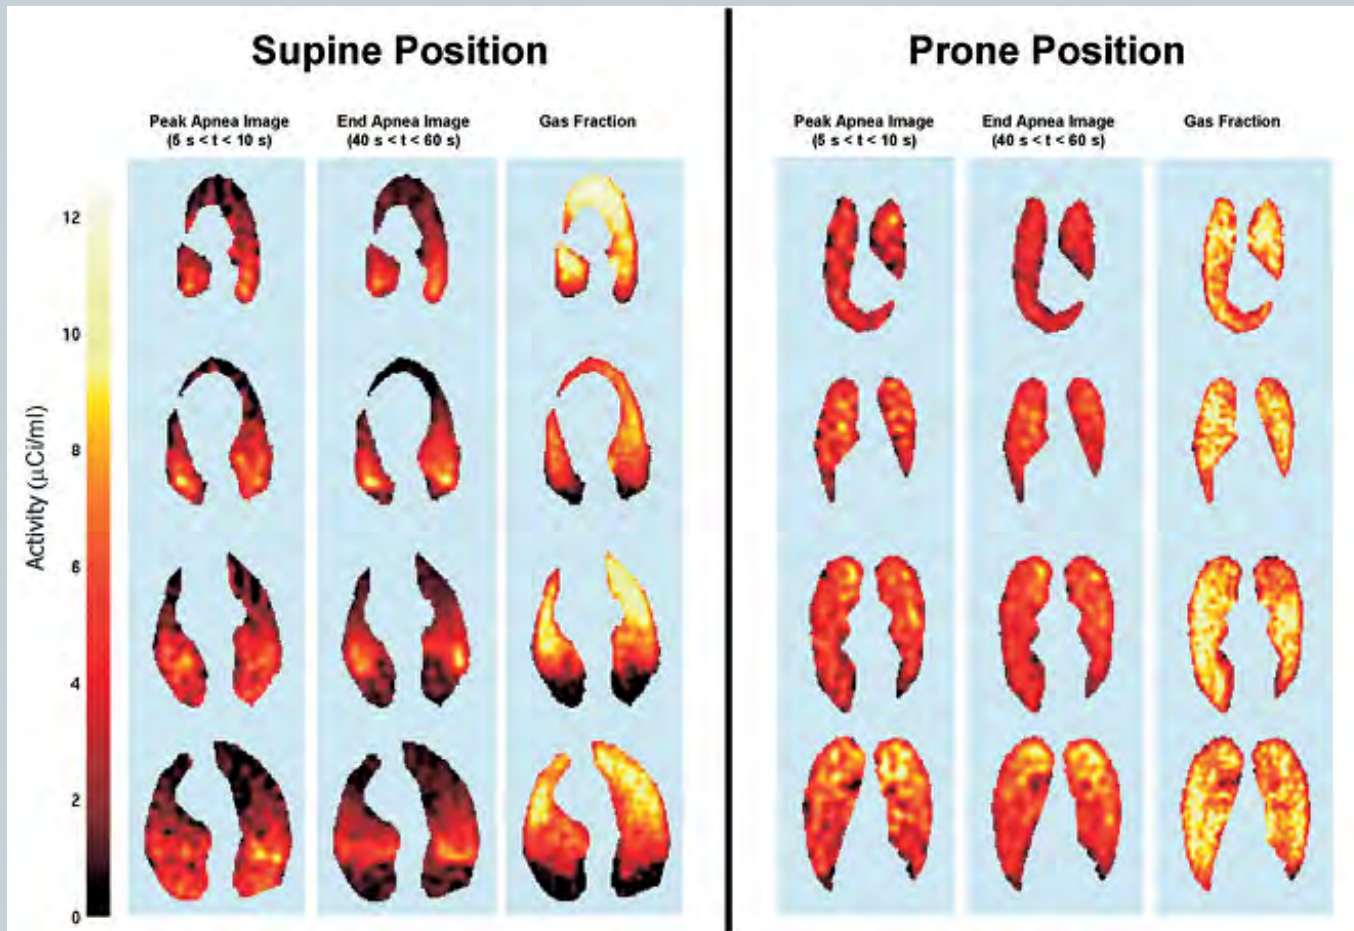 Supine Position
Prone Position
Peak Apnea Image
(5 s < t < 10 s)
End Apnea Image
(40 s < t < 60 s)
Gas Fraction
Peak Apnea Image
(5 s < t < 10 s)
End Apnea Image
(40 s < t < 60 s)
Gas Fraction
Activity (μCi/ml)
12
10
8
6
4
2
0